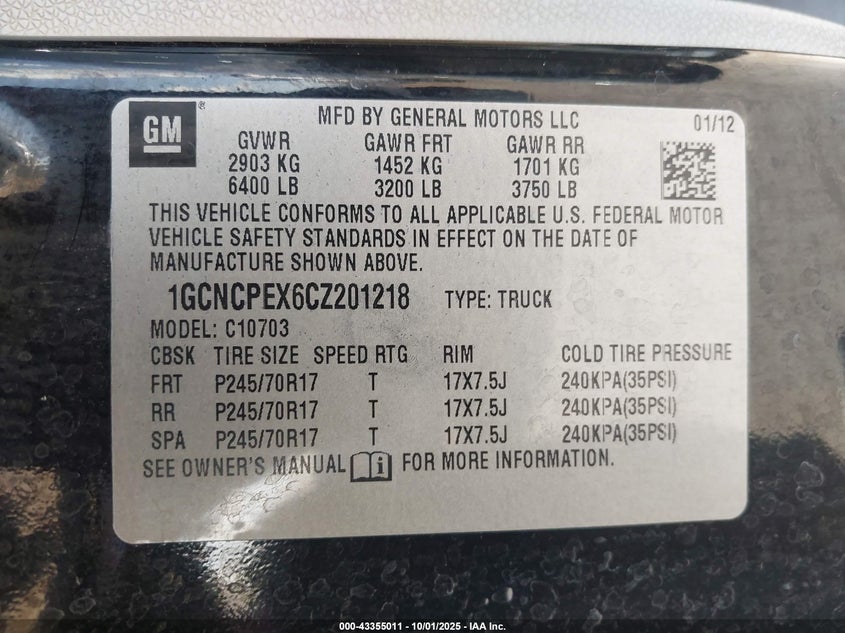 GM ® MFD BY GENERAL MOTORS LLC 01/12
GVWR GAWR FRT GAWR RR
2903 KG 1452 KG 1701 KG
6400 LB 3200 LB 3750 LB
THIS VEHICLE CONFORMS TO ALL APPLICABLE U.S. FEDERAL MOTOR
VEHICLE SAFETY STANDARDS IN EFFECT ON THE DATE OF
MANUFACTURE SHOWN ABOVE.
1GCNCPEX6CZ201218 TYPE: TRUCK
MODEL: C10703
CBSK TIRE SIZE SPEED RTG RIM COLD TIRE PRESSURE
FRT P245/70R17 T 17X7.5J 240KPA(35PSI)
RR P245/70R17 T 17X7.5J 240KPA(35PSI)
SPA P245/70R17 T 17X7.5J 240KPA(35PSI)
SEE OWNER'S MANUAL i FOR MORE INFORMATION.
000-43355011 - 10/01/2025 - IAA Inc.